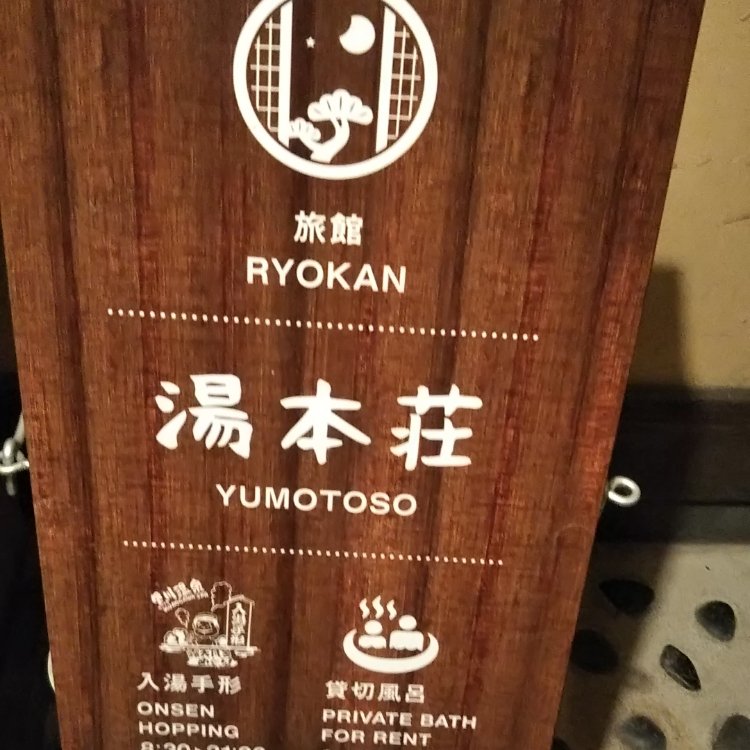 旅館
RYOKAN
湯本荘
YUMOTOSO
入湯手形
ONSEN
HOPPING
貸切風呂
PRIVATE BATH
FOR RENT